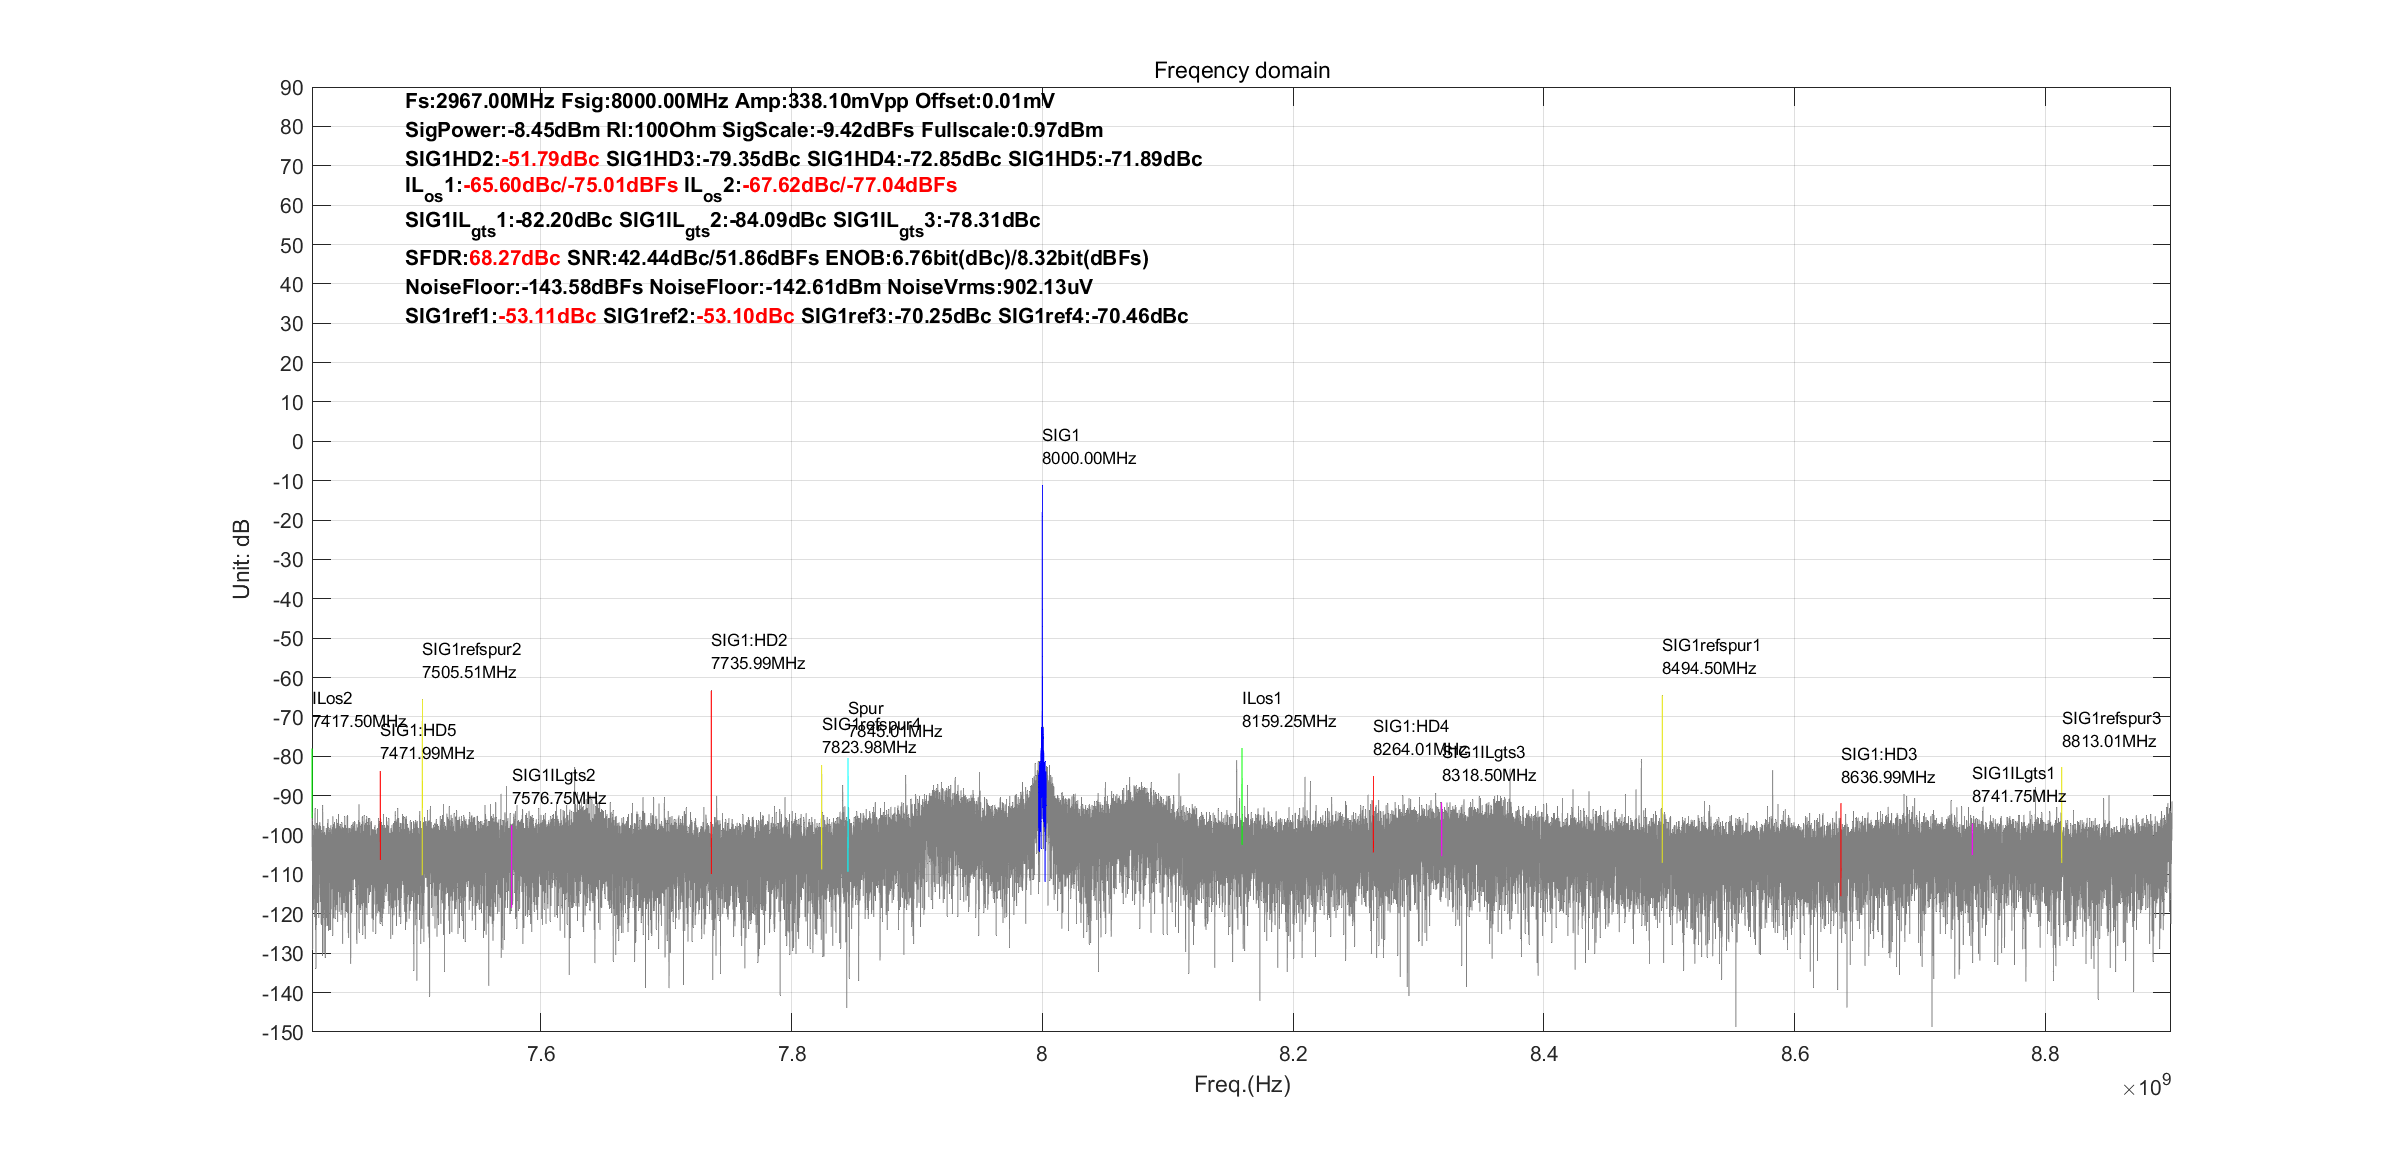 Freqency domain
Fs:2967.00MHz Fsig:8000.00MHz Amp:338.10mVpp Offset:0.01mV
SigPower:-8.45dBm Rl:100Ohm SigScale:-9.42dBFs Fullscale:0.97dBm
SIG1HD2:-51.79dBc SIG1HD3:-79.35dBc SIG1HD4:-72.85dBc SIG1HD5:-71.89dBc
ILos1:-65.60dBc/-75.01dBFs ILos2:-67.62dBc/-77.04dBFs
SIG1ILgts1:-82.20dBc SIG1ILgts2:-84.09dBc SIG1ILgts3:-78.31dBc
SFDR:68.27dBc SNR:42.44dBc/51.86dBFs ENOB:6.76bit(dBc)/8.32bit(dBFs)
NoiseFloor:-143.58dBFs NoiseFloor:-142.61dBm NoiseVrms:902.13uV
SIG1ref1:-53.11dBc SIG1ref2:-53.10dBc SIG1ref3:-70.25dBc SIG1ref4:-70.46dBc
90
80
70
60
50
40
30
20
10
0
-10
-20
-30
-40
-50
-60
-70
-80
-90
-100
-110
-120
-130
-140
-150
Unit: dB
SIG1
8000.00MHz
SIG1refspur2
7505.51MHz
SIG1:HD2
7735.99MHz
SIG1refspur1
8494.50MHz
ILos2
7417.50MHz
SIG1:HD5
7471.99MHz
Spur
7845.01MHz
SIG1refspur4
7823.98MHz
ILos1
8159.25MHz
SIG1:HD4
8264.01MHz
SIG1ILgts3
8318.50MHz
SIG1refspur3
8813.01MHz
SIG1:HD3
8636.99MHz
SIG1ILgts1
8741.75MHz
SIG1ILgts2
7576.75MHz
7.6 7.8 8 8.2 8.4 8.6 8.8
Freq.(Hz)
×10^9